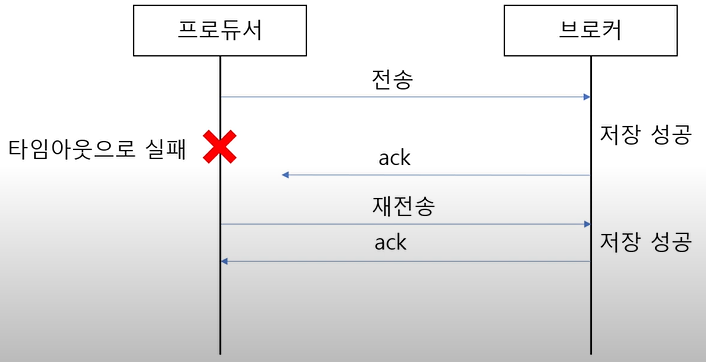 프로듀서
브로커
전송
저장 성공
타임아웃으로 실패
ack
재전송
ack
저장 성공